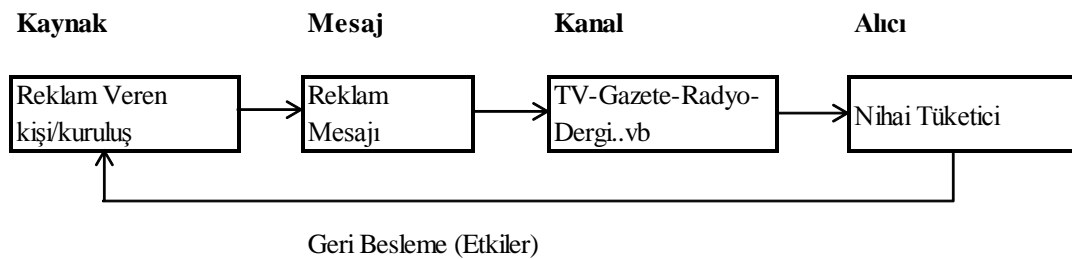 Kaynak
Mesaj
Kanal
Alıcı
Reklam Veren
kişi/kuruluş
Reklam
Mesajı
TV-Gazete-Radyo-
Dergi..vb
Nihai Tüketici
Geri Besleme (Etkiler)